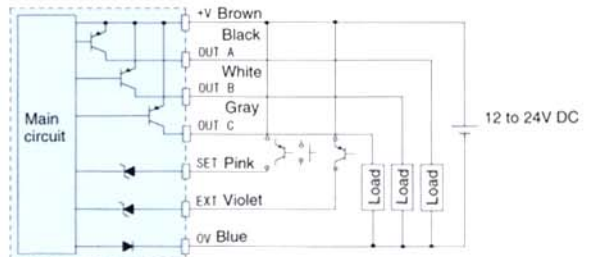 +V Brown
Black
OUT A
White
OUT B
Gray
OUT C
Main
circuit
12 to 24V DC
SET Pink
Load
Load
Load
EXT Violet
0V Blue